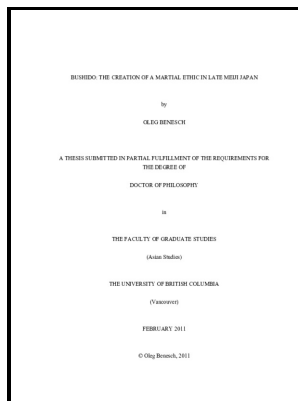 BUSHIDO: THE CREATION OF A MARTIAL ETHIC IN LATE MEIJI JAPAN
by
OLEG BENESCH
A THESIS SUBMITTED IN PARTIAL FULFILLMENT OF THE REQUIREMENTS FOR
THE DEGREE OF
DOCTOR OF PHILOSOPHY
in
THE FACULTY OF GRADUATE STUDIES
(Asian Studies)
THE UNIVERSITY OF BRITISH COLUMBIA
(Vancouver)
FEBRUARY 2011
© Oleg Benesch, 2011